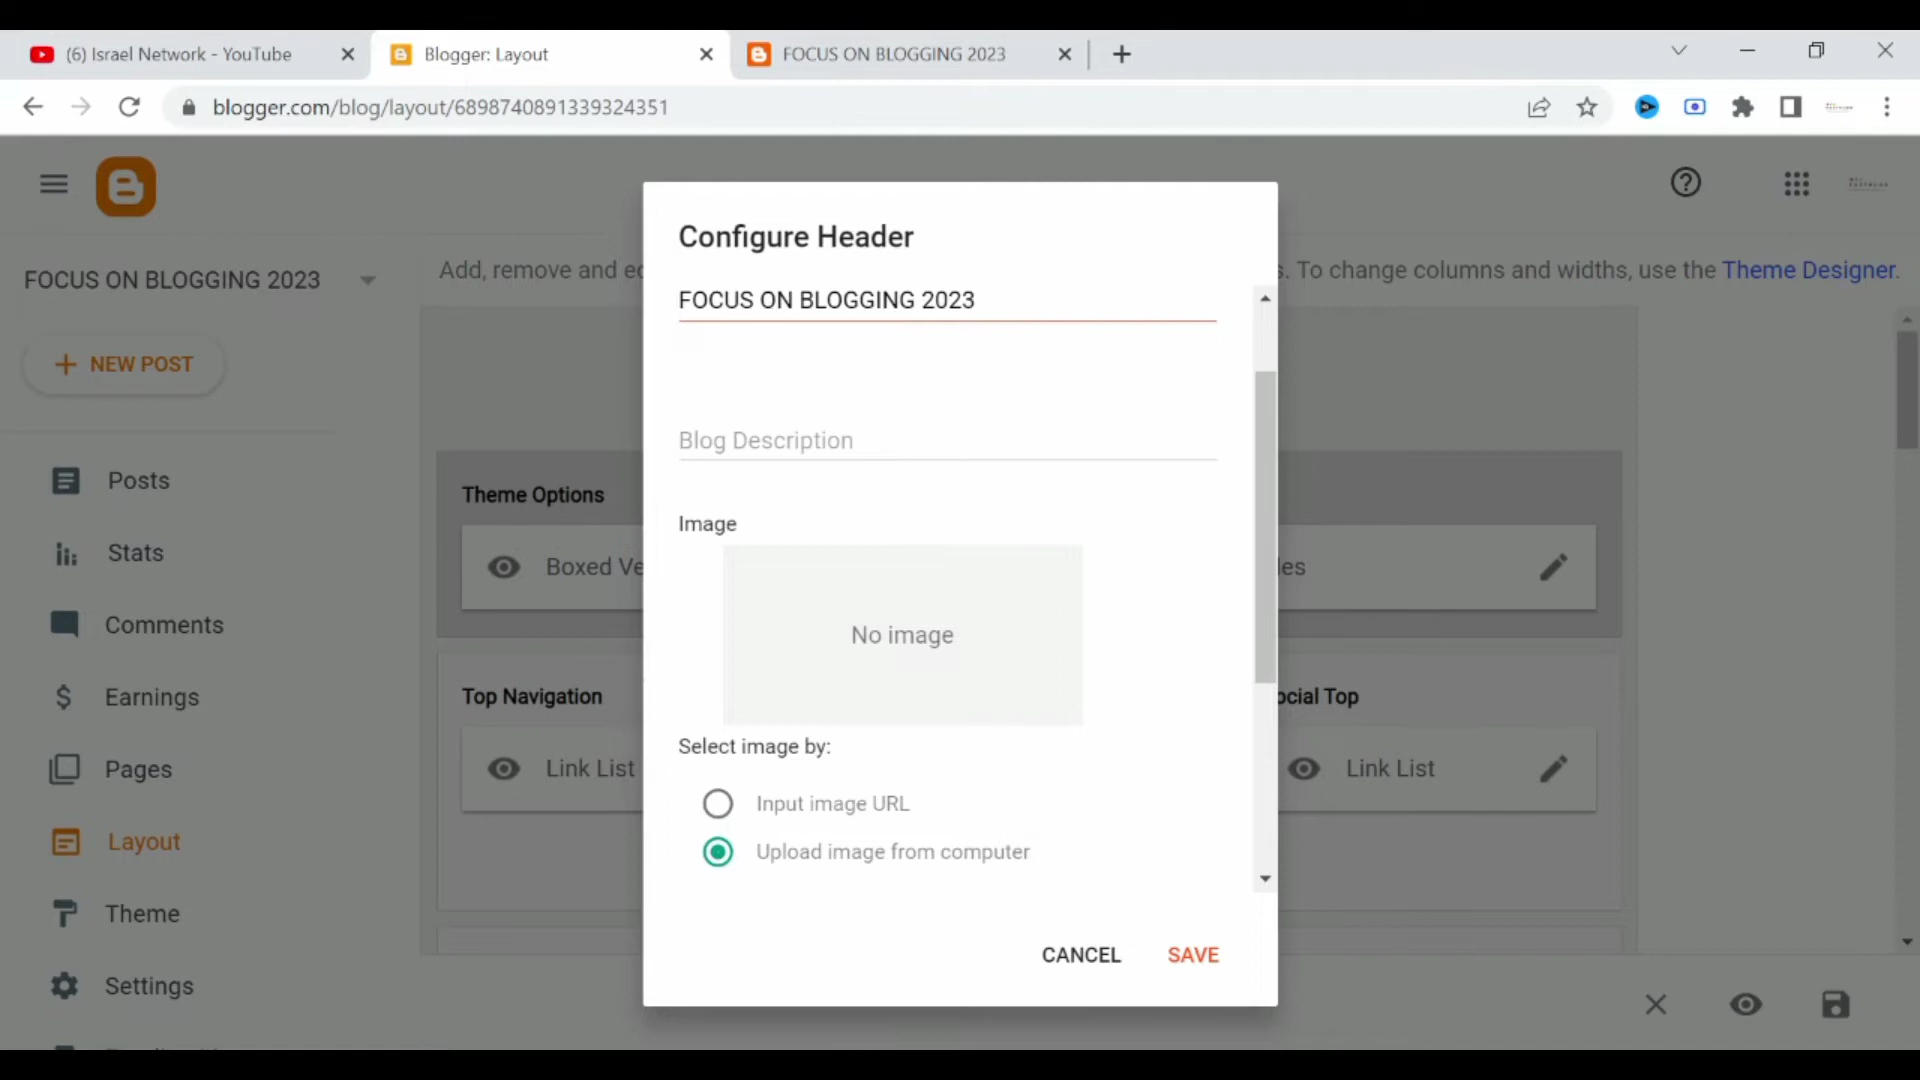 (6) Israel Network - YouTube
Blogger: Layout
FOCUS ON BLOGGING 2023
blogger.com/blog/layout/6898740891339324351
FOCUS ON BLOGGING 2023
Add, remove and ec
s. To change columns and widths, use the Theme Designer.
NEW POST
Posts
Stats
Comments
Earnings
Pages
Layout
Theme
Settings
Theme Options
Boxed Ve
les
Top Navigation
Link List
ocial Top
Link List
Configure Header
FOCUS ON BLOGGING 2023
Blog Description
Image
No image
Select image by:
Input image URL
Upload image from computer
CANCEL
SAVE